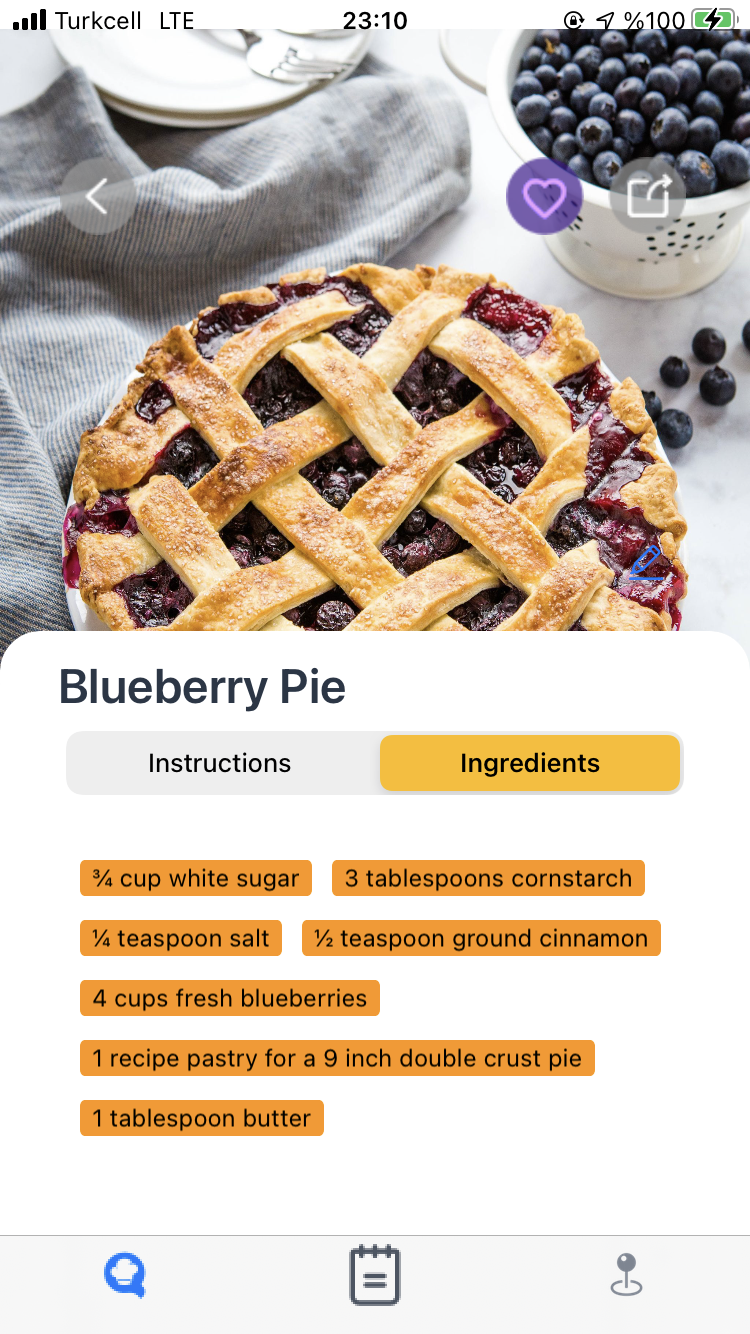 Turkcell LTE 23:10 %100
Blueberry Pie
Instructions Ingredients
¾ cup white sugar 3 tablespoons cornstarch
¼ teaspoon salt ½ teaspoon ground cinnamon
4 cups fresh blueberries
1 recipe pastry for a 9 inch double crust pie
1 tablespoon butter